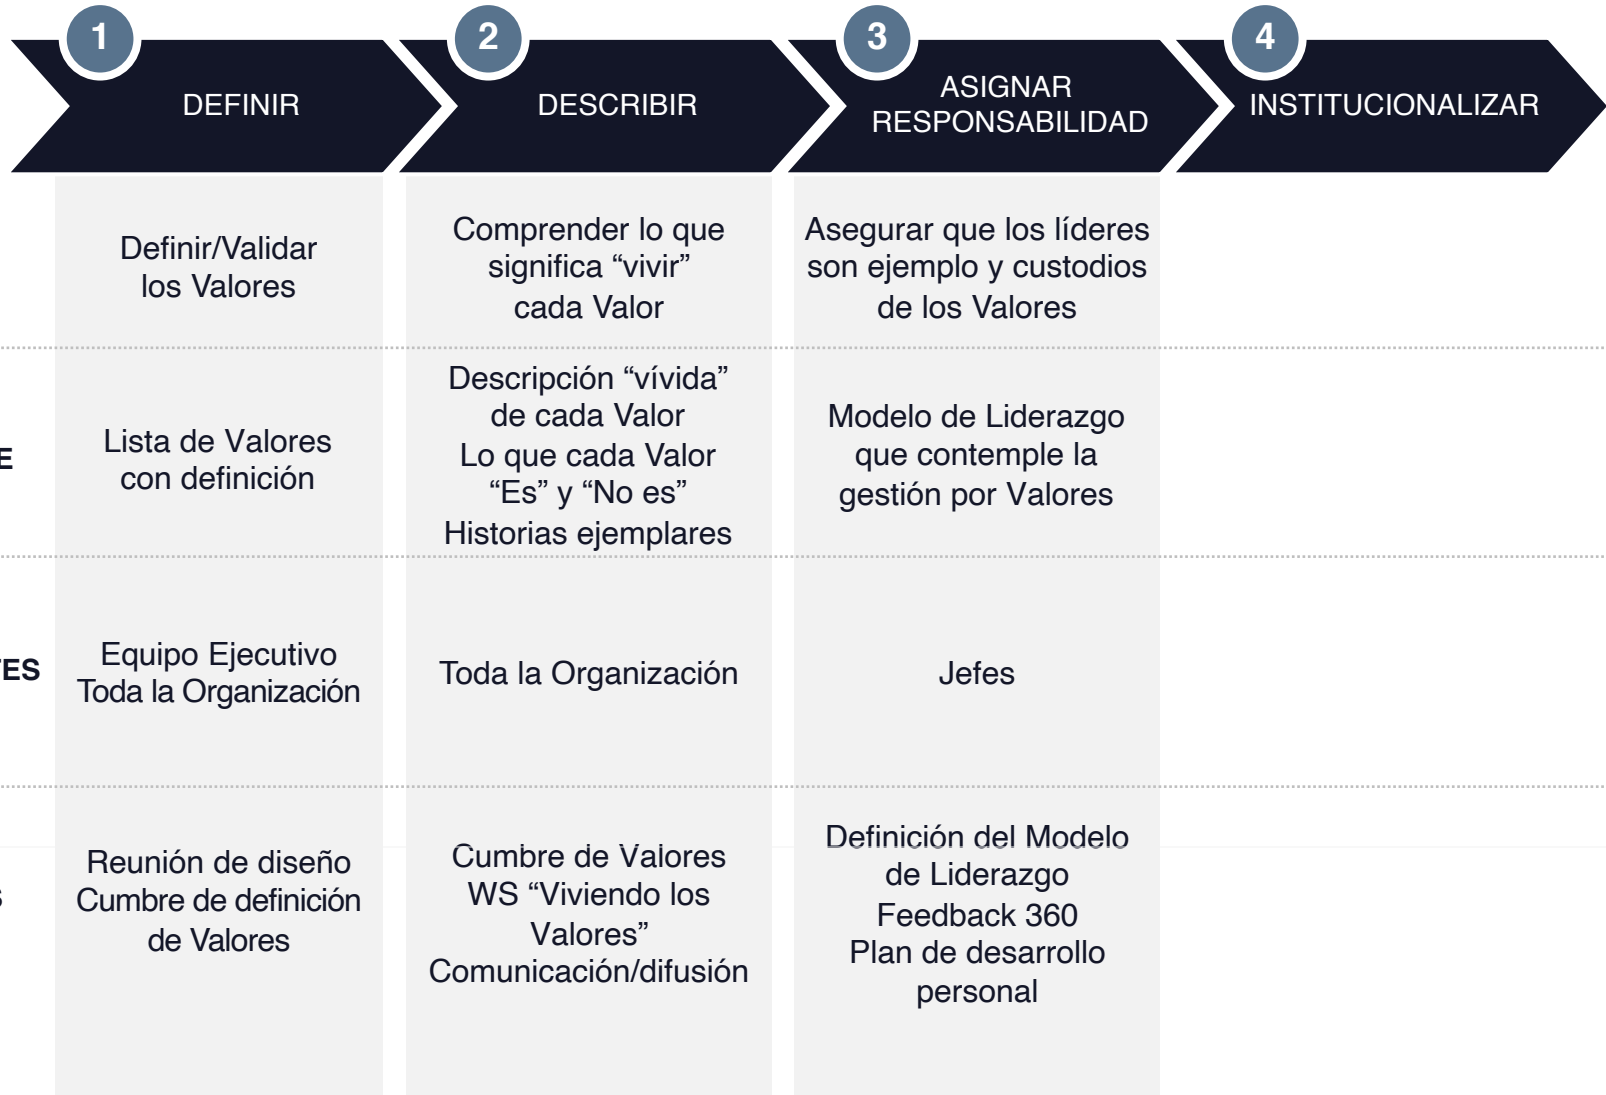 1
2
3
4
DEFINIR
DESCRIBIR
ASIGNAR
RESPONSABILIDAD
INSTITUCIONALIZAR
Definir/Validar
los Valores
Comprender lo que
significa “vivir”
cada Valor
Asegurar que los líderes
son ejemplo y custodios
de los Valores
Lista de Valores
con definición
Descripción “vívida”
de cada Valor
Lo que cada Valor
“Es” y “No es”
Historias ejemplares
Modelo de Liderazgo
que contemple la
gestión por Valores
Equipo Ejecutivo
Toda la Organización
Toda la Organización
Jefes
Reunión de diseño
Cumbre de definición
de Valores
Cumbre de Valores
WS “Viviendo los
Valores”
Comunicación/difusión
Definición del Modelo
de Liderazgo
Feedback 360
Plan de desarrollo
personal